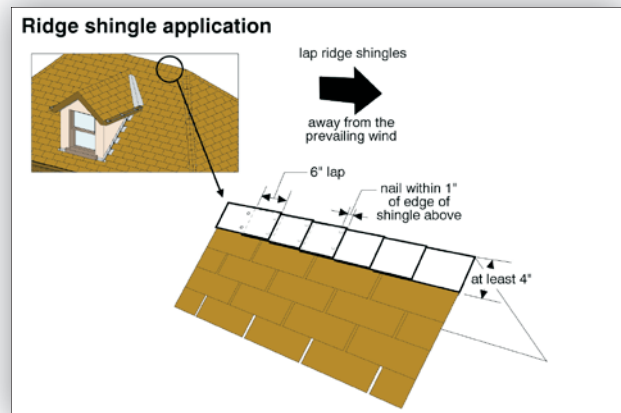 Ridge shingle application
lap ridge shingles
away from the
prevailing wind
6" lap
nail within 1"
of edge of
shingle above
at least 4"